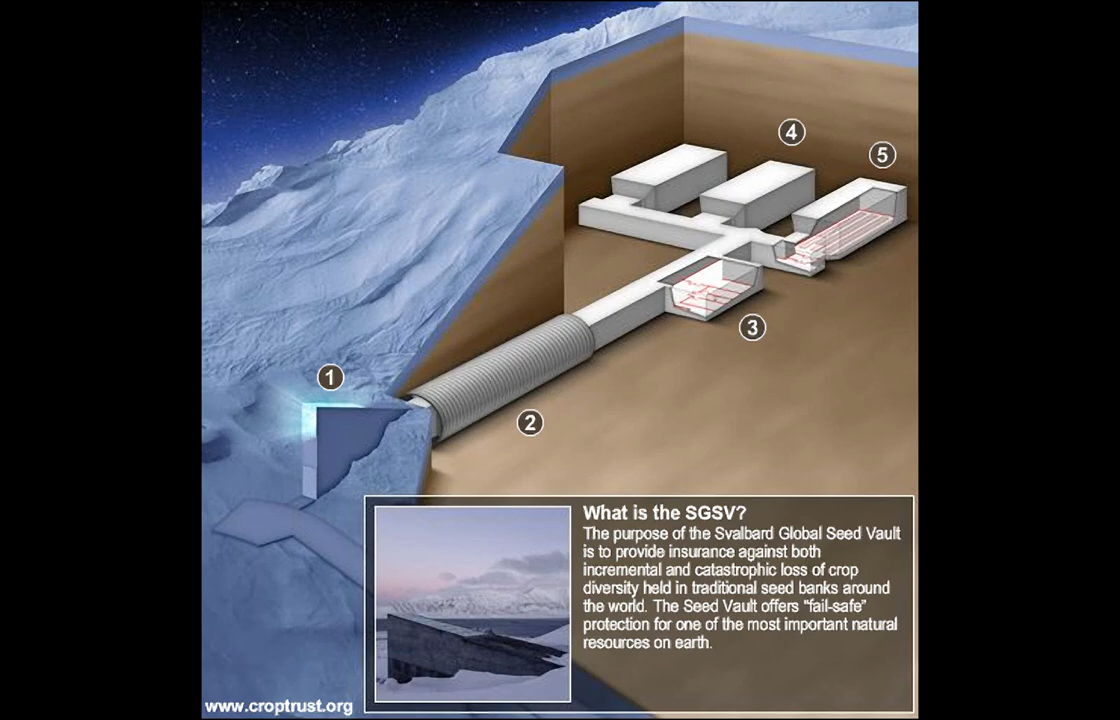 4
5
3
1
2
What is the SGSV?
The purpose of the Svalbard Global Seed Vault
is to provide insurance against both
incremental and catastrophic loss of crop
diversity held in traditional seed banks around
the world. The Seed Vault offers “fail-safe”
protection for one of the most important natural
resources on earth.
www.croptrust.org